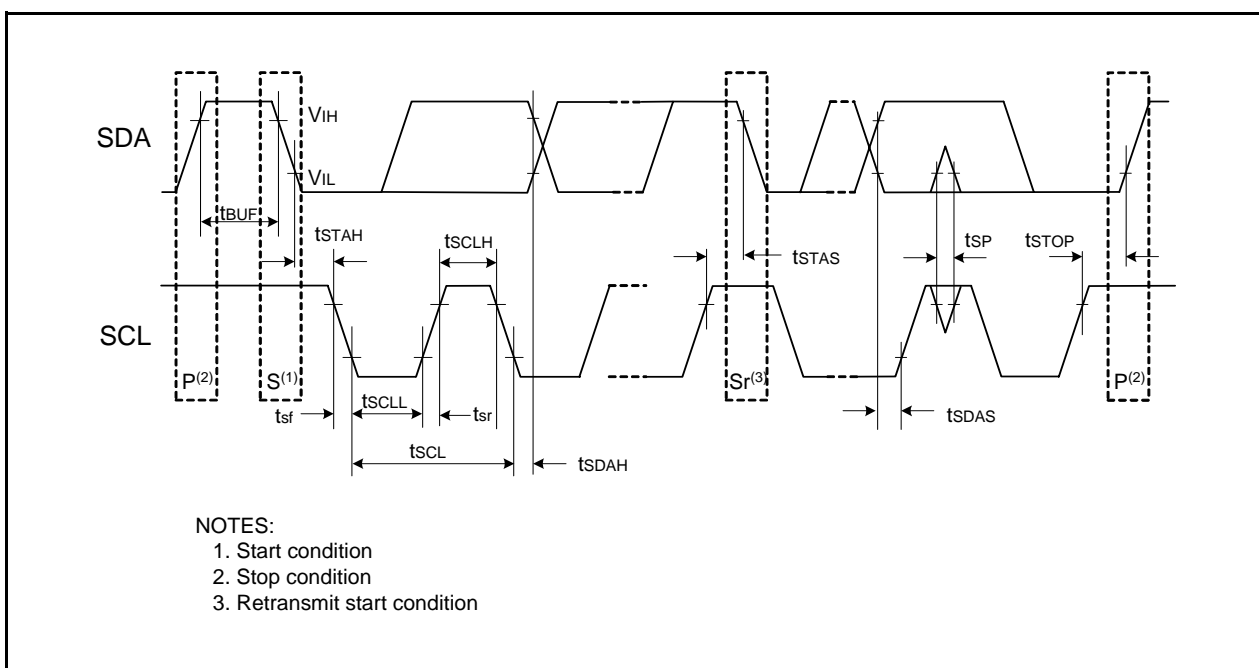 SDA
VIH
VIL
tBUF
tSTAH
tSCLH
tSTAS
tSP
tSTOP
SCL
P(2)
S(1)
Sr(3)
P(2)
tsf
tSCLL
tsr
tSDAS
tSCL
tSDAH
NOTES:
1. Start condition
2. Stop condition
3. Retransmit start condition